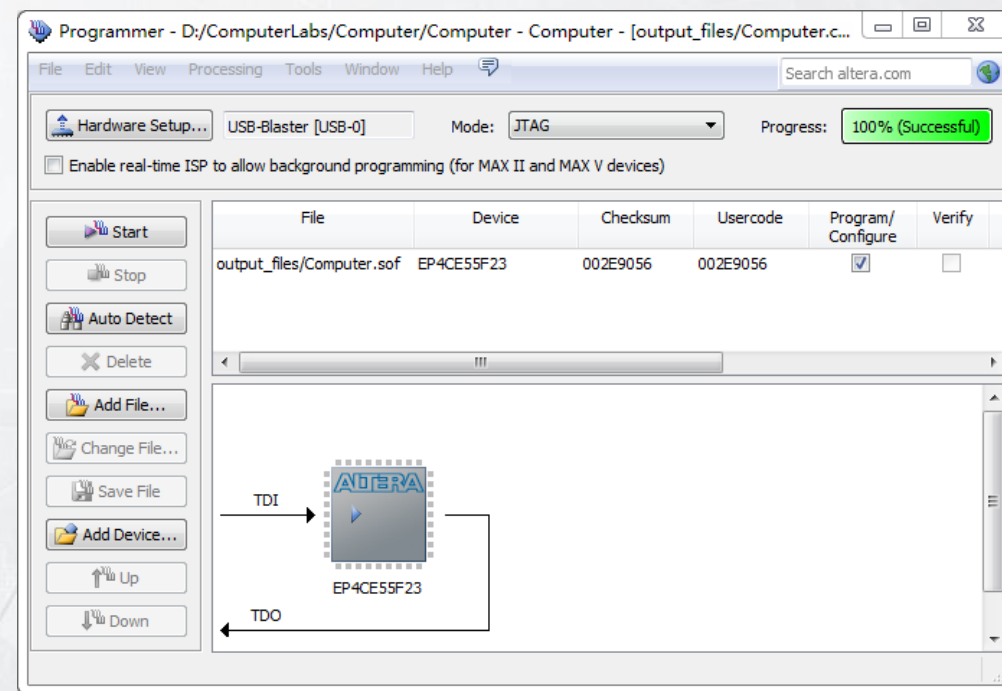 Programmer - D:/ComputerLabs/Computer/Computer - Computer - [output_files/Computer.c...
File Edit View Processing Tools Window Help
Search altera.com
Hardware Setup... USB-Blaster [USB-0] Mode: JTAG Progress: 100% (Successful)
Enable real-time ISP to allow background programming (for MAX II and MAX V devices)
File Device Checksum Usercode Program/ Verify
Configure
output_files/Computer.sof EP4CE55F23 002E9056 002E9056
Start
Stop
Auto Detect
Delete
Add File...
Change File...
Save File
Add Device...
Up
Down
ALTERA
TDI
EP4CE55F23
TDO